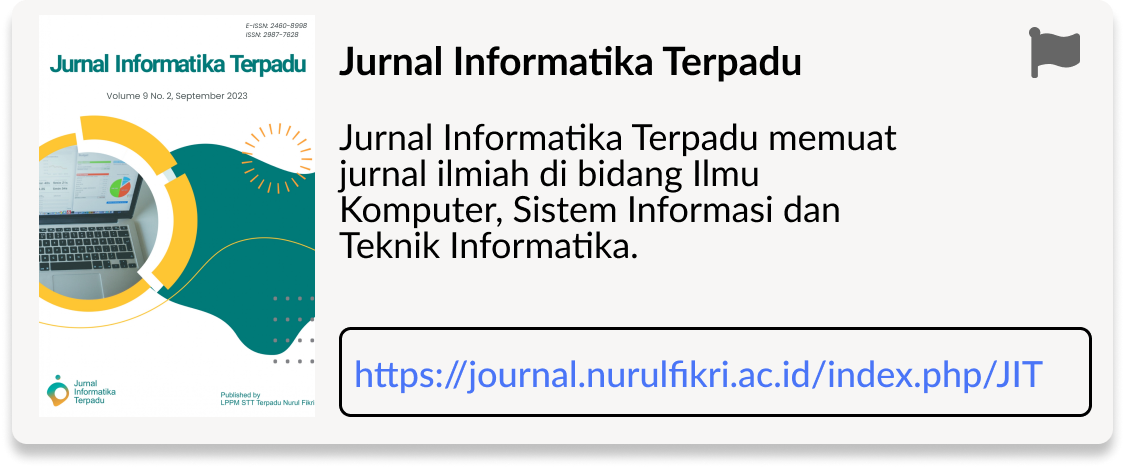 E-ISSN: 2460-8998
ISSN: 2987-7628
Jurnal Informatika Terpadu
Volume 9 No. 2, September 2023
Jurnal
Informatika
Terpadu
Published by
LPPM STT Terpadu Nurul Fikri
Jurnal Informatika Terpadu
Jurnal Informatika Terpadu memuat
jurnal ilmiah di bidang Ilmu
Komputer, Sistem Informasi dan
Teknik Informatika.
https://journal.nurulfikri.ac.id/index.php/JIT